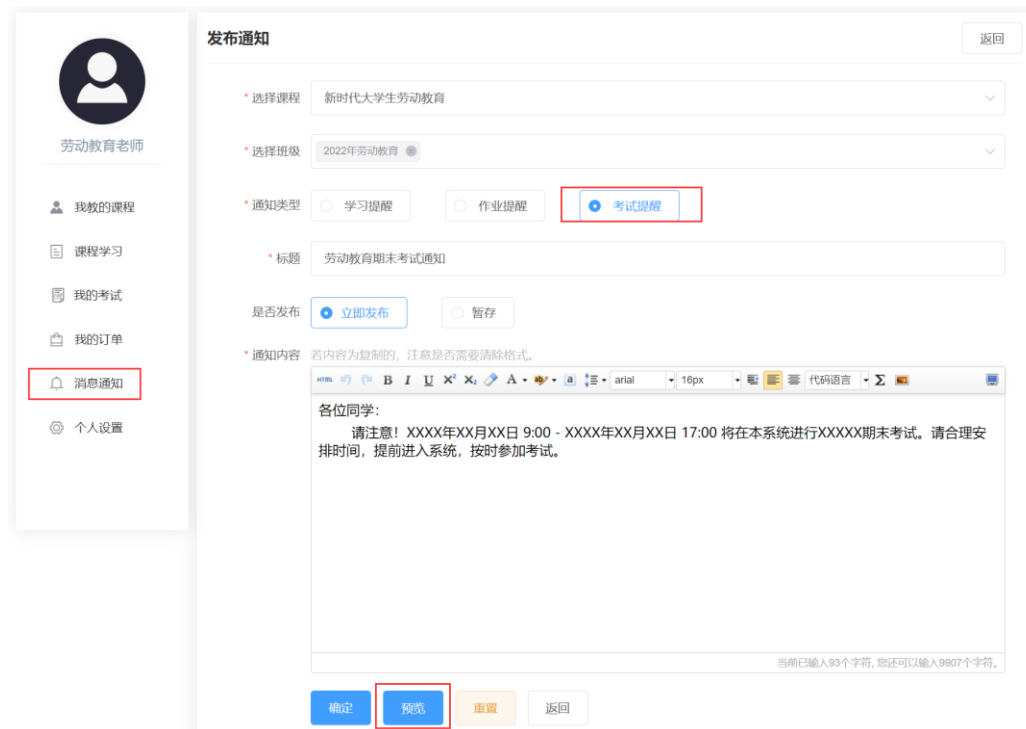 发布通知
返回
劳动教育老师
我教的课程
课程学习
我的考试
我的订单
消息通知
个人设置
* 选择课程 新时代大学生劳动教育
* 选择班级 2022年劳动教育
* 通知类型 学习提醒 作业提醒 考试提醒
* 标题 劳动教育期末考试通知
是否发布 立即发布 暂存
* 通知内容 若内容为复制的，注意是否需要清除格式。
HTML B I U X² X₂ A a arial 16px 代码语言 Σ
各位同学：
请注意！XXXX年XX月XX日 9:00 - XXXX年XX月XX日 17:00 将在本系统进行XXXXX期末考试。请合理安
排时间，提前进入系统，按时参加考试。
当前已输入93个字符, 您还可以输入9907个字符。
确定 预览 重置 返回